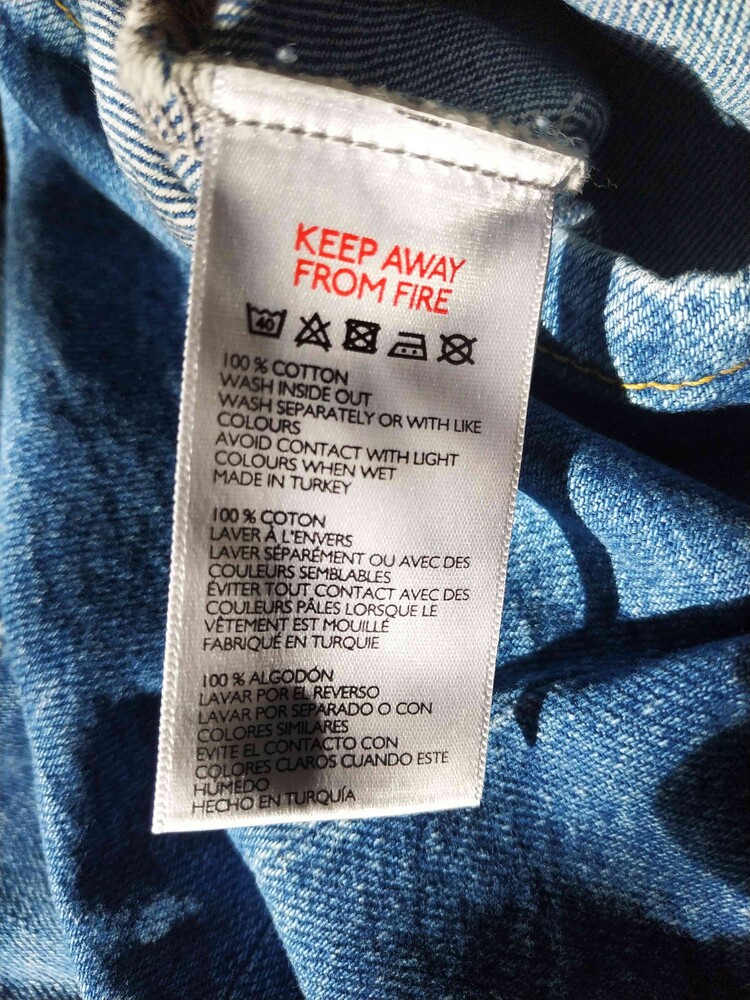 KEEP AWAY
FROM FIRE
40
100 % COTTON
WASH INSIDE OUT
WASH SEPARATELY OR WITH LIKE
COLOURS
AVOID CONTACT WITH LIGHT
COLOURS WHEN WET
MADE IN TURKEY
100 % COTON
LAVER À L'ENVERS
LAVER SÉPARÉMENT OU AVEC DES
COULEURS SEMBLABLES
ÉVITER TOUT CONTACT AVEC DES
COULEURS PÂLES LORSQUE LE
VÊTEMENT EST MOUILLÉ
FABRIQUÉ EN TURQUIE
100 % ALGODÓN
LAVAR POR EL REVERSO
LAVAR POR SEPARADO O CON
COLORES SIMILARES
EVITE EL CONTACTO CON
COLORES CLAROS CUANDO ESTÉ
HÚMEDO
HECHO EN TURQUÍA